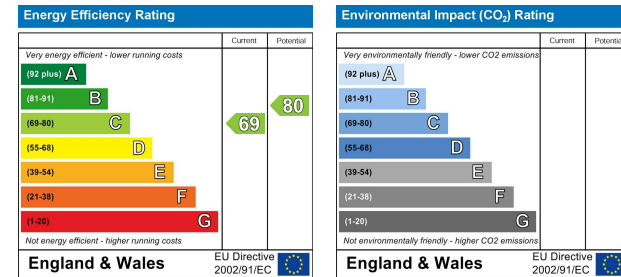 Energy Efficiency Rating
Current Potential
Very energy efficient - lower running costs
(92 plus) A
(81-91) B
(69-80) C
(55-68) D
(39-54) E
(21-38) F
(1-20) G
69
80
Not energy efficient - higher running costs
England & Wales
EU Directive
2002/91/EC
Environmental Impact (CO₂) Rating
Current Potentia
Very environmentally friendly - lower CO2 emissions
(92 plus) A
(81-91) B
(69-80) C
(55-68) D
(39-54) E
(21-38) F
(1-20) G
Not environmentally friendly - higher CO2 emissions
England & Wales
EU Directive
2002/91/EC